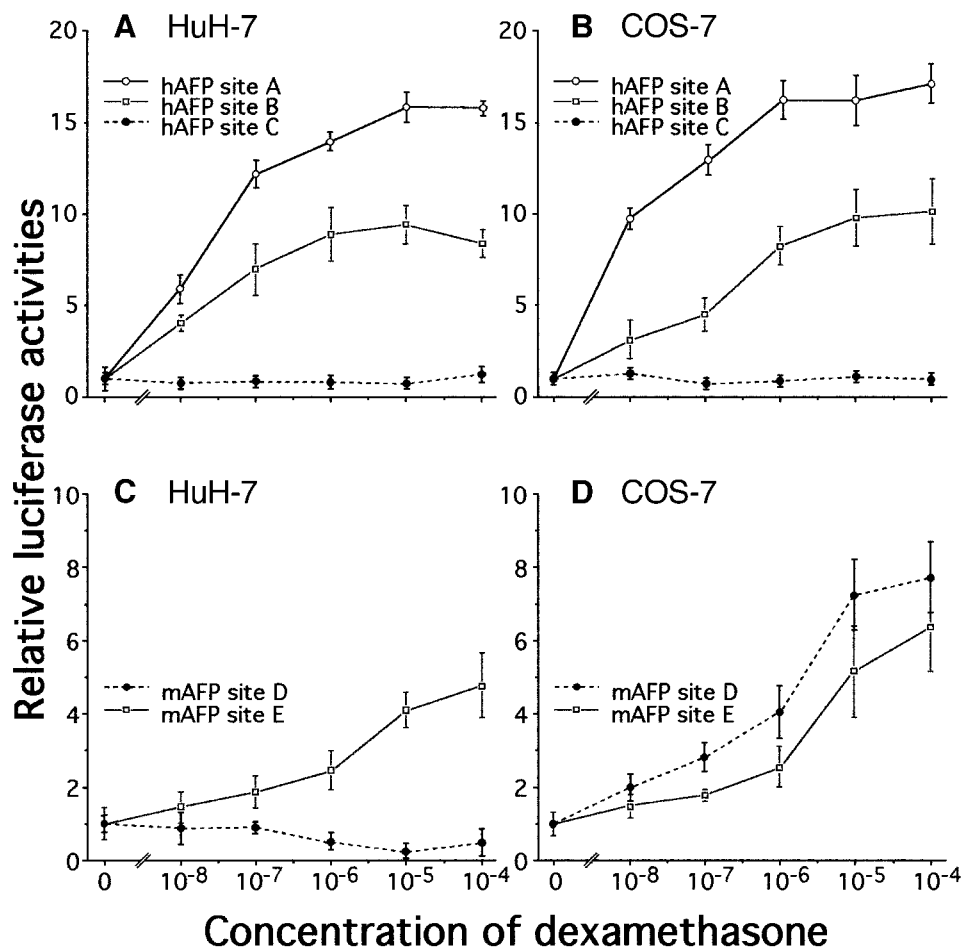 Relative luciferase activities
A HuH-7
20
15
10
5
0
hAFP site A
hAFP site B
hAFP site C
B COS-7
20
15
10
5
0
hAFP site A
hAFP site B
hAFP site C
C HuH-7
10
8
6
4
2
0
mAFP site D
mAFP site E
0 10-8 10-7 10-6 10-5 10-4
D COS-7
10
8
6
4
2
0
mAFP site D
mAFP site E
0 10-8 10-7 10-6 10-5 10-4
Concentration of dexamethasone